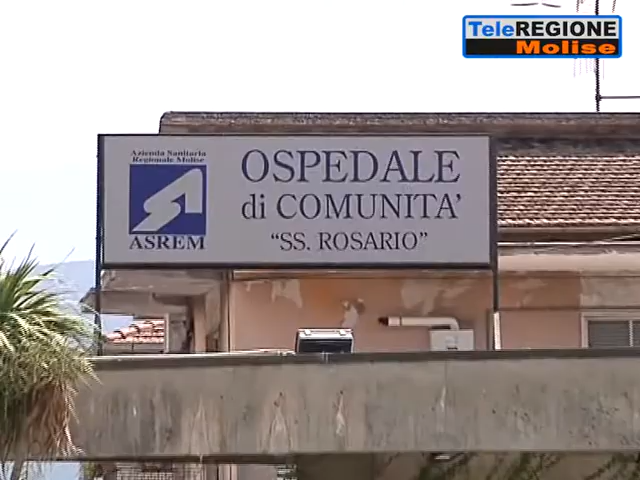 TeleREGIONE
Molise
Azienda Sanitaria
Regionale Molise
ASREM
OSPEDALE
di COMUNITA'
"SS. ROSARIO"